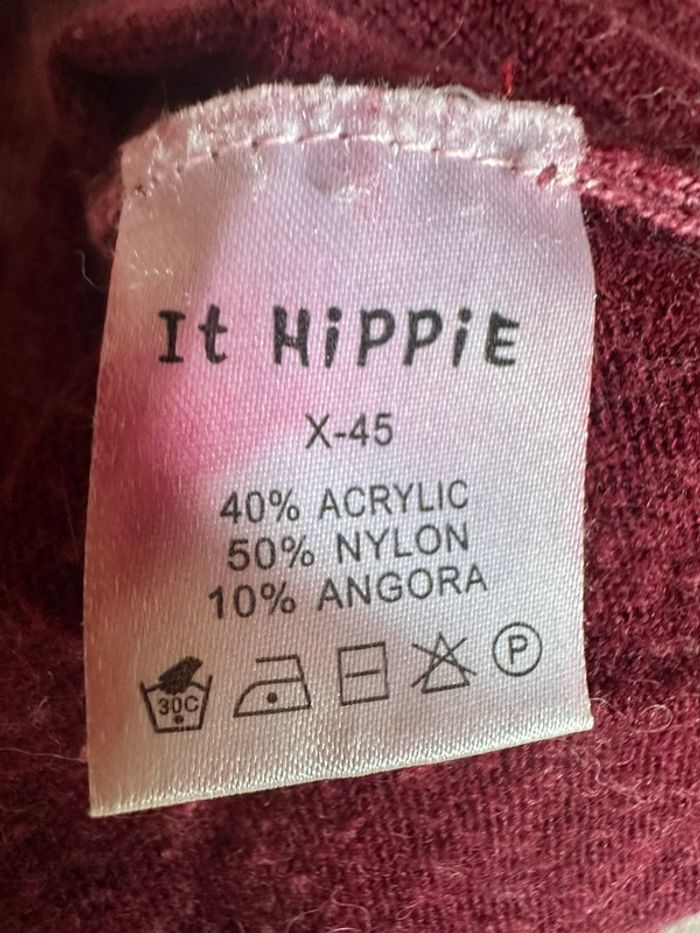 It HiPPiE
X-45
40% ACRYLIC
50% NYLON
10% ANGORA
30C P